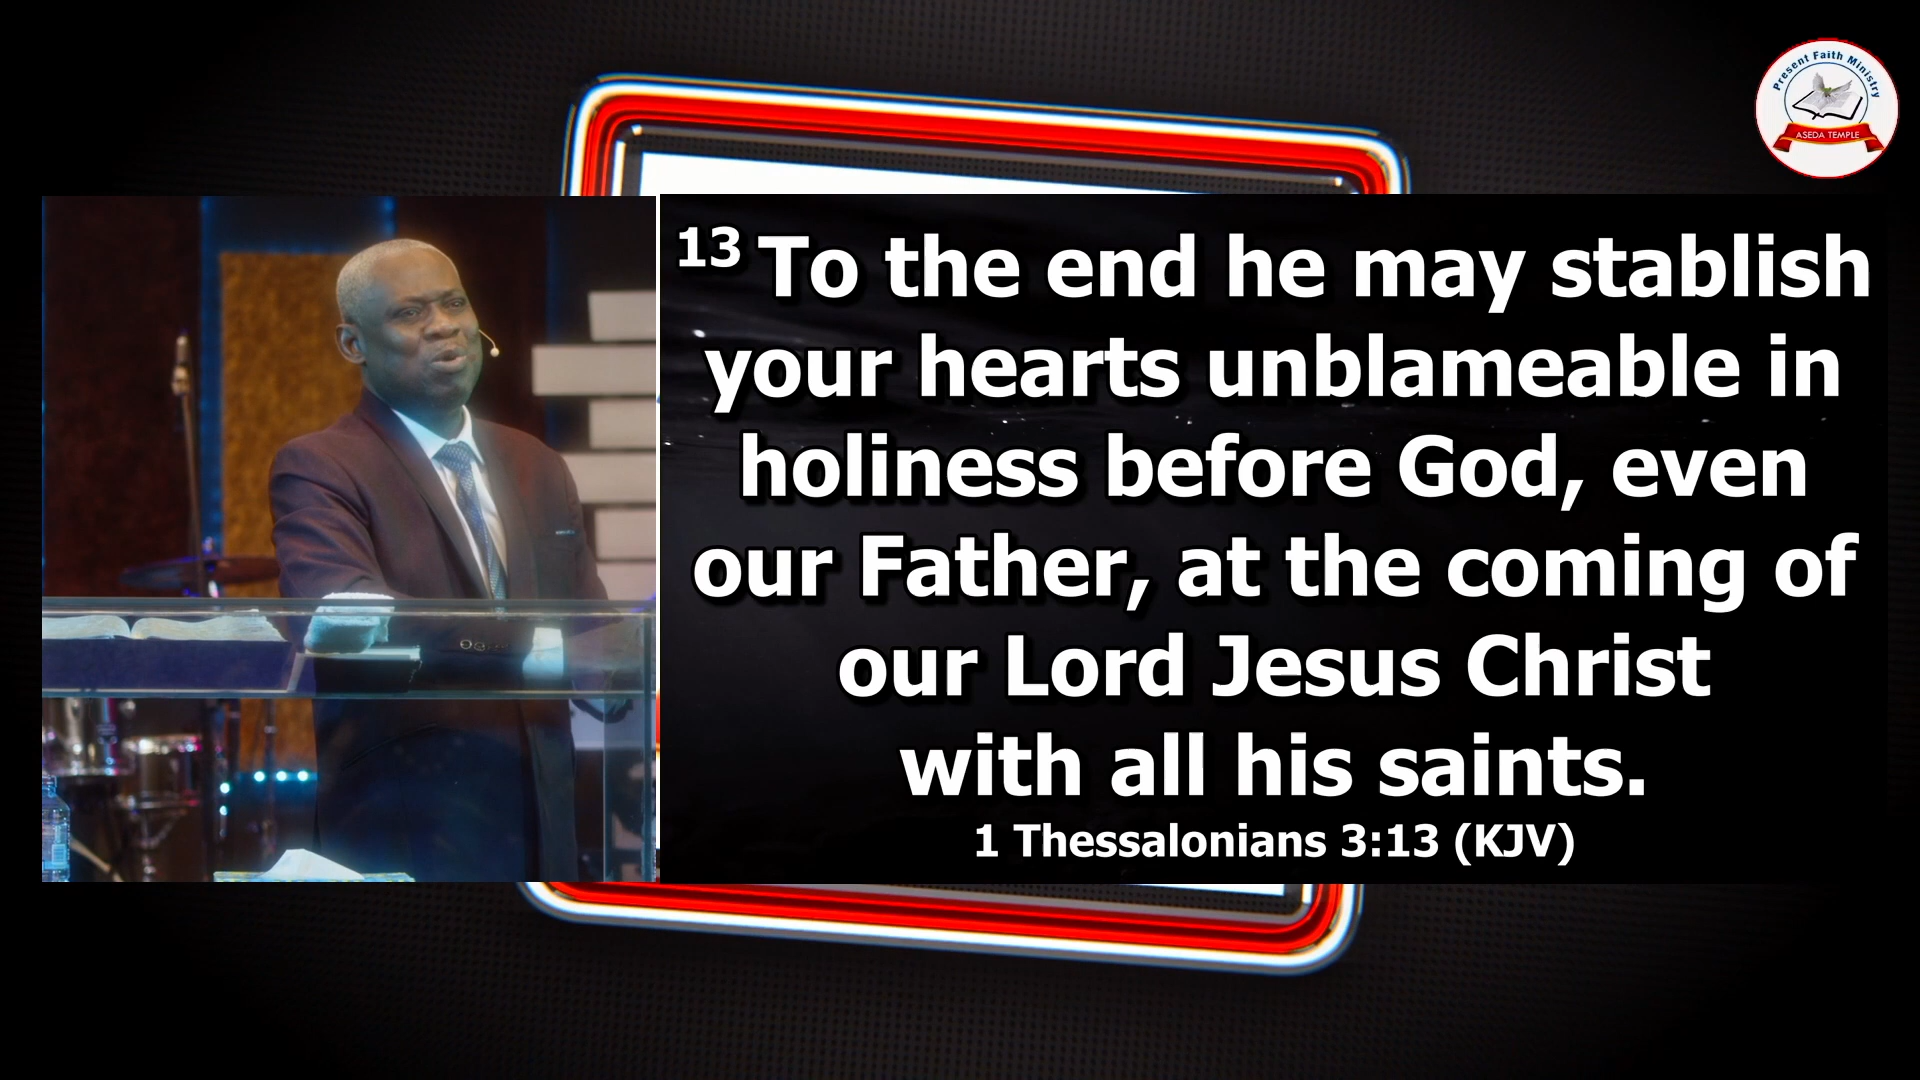 Present Faith Ministry
ASEDA TEMPLE
13 To the end he may stablish
your hearts unblameable in
holiness before God, even
our Father, at the coming of
our Lord Jesus Christ
with all his saints.
1 Thessalonians 3:13 (KJV)